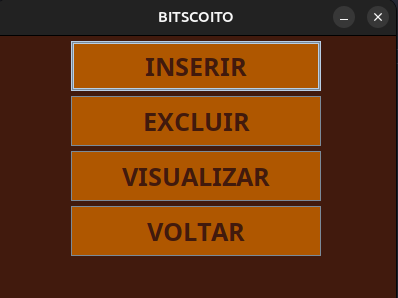 BITSCOITO
INSERIR
EXCLUIR
VISUALIZAR
VOLTAR